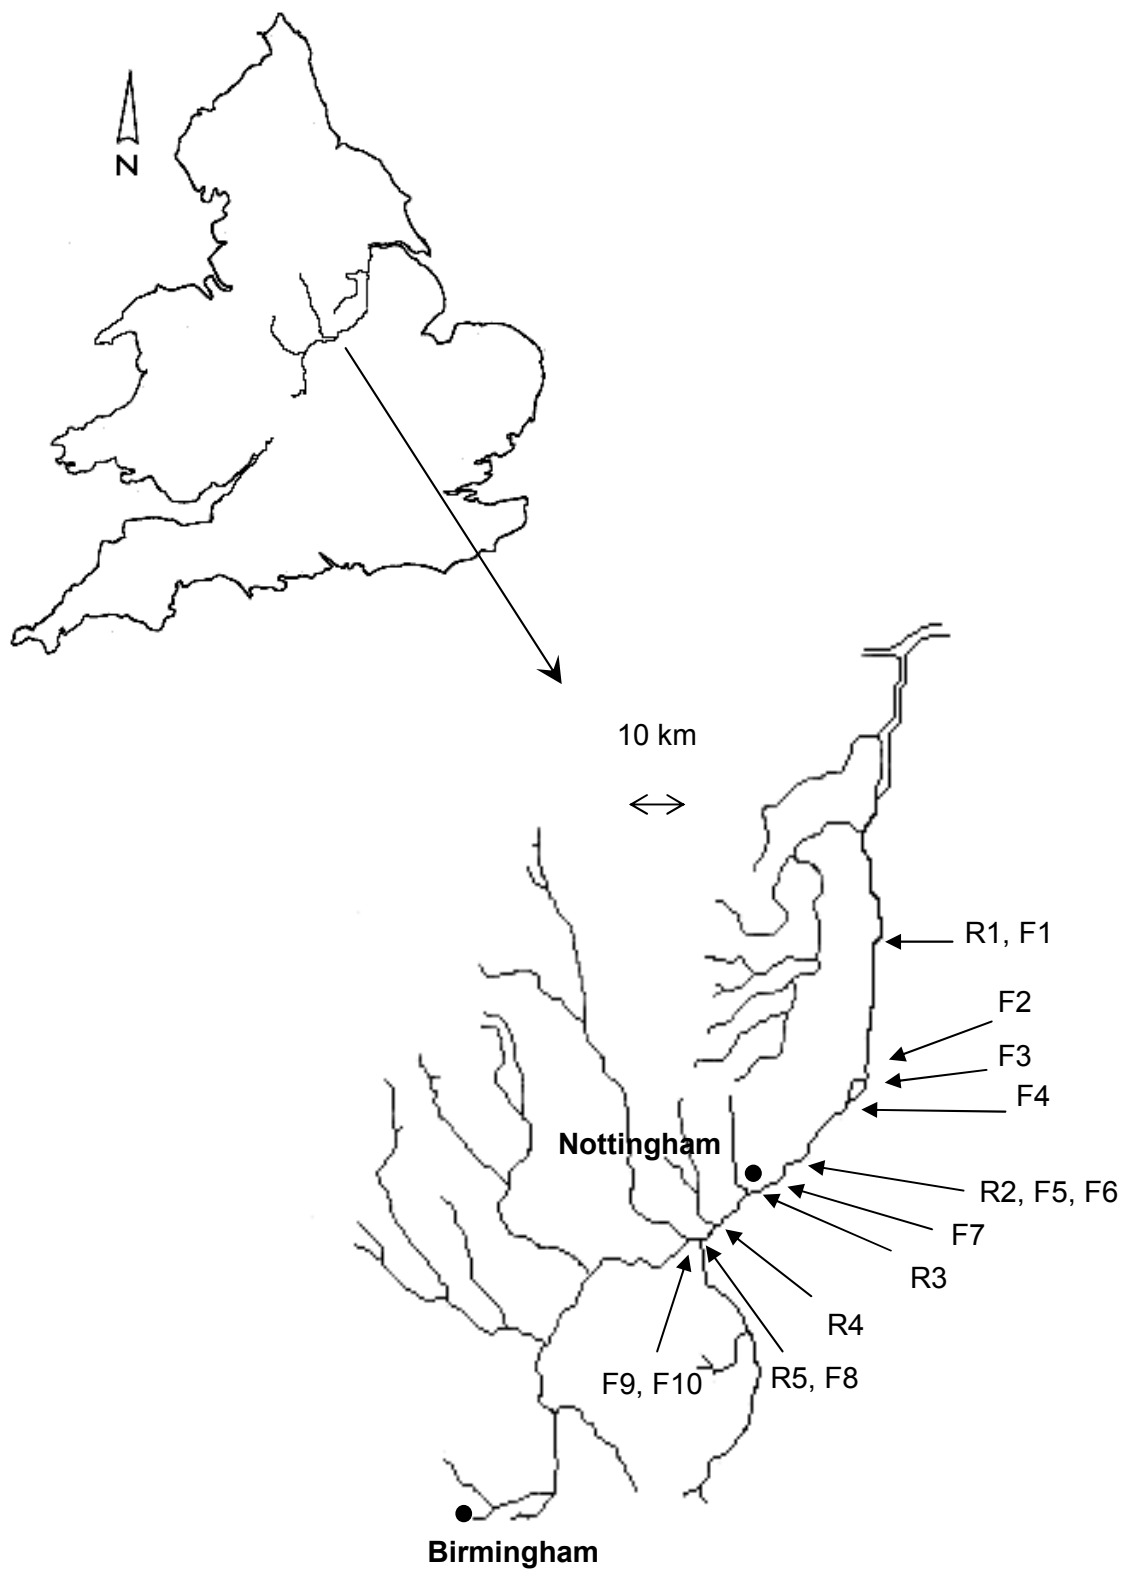 N
10 km
R1, F1
F2
F3
F4
Nottingham
R2, F5, F6
F7
R3
R4
F9, F10
R5, F8
Birmingham